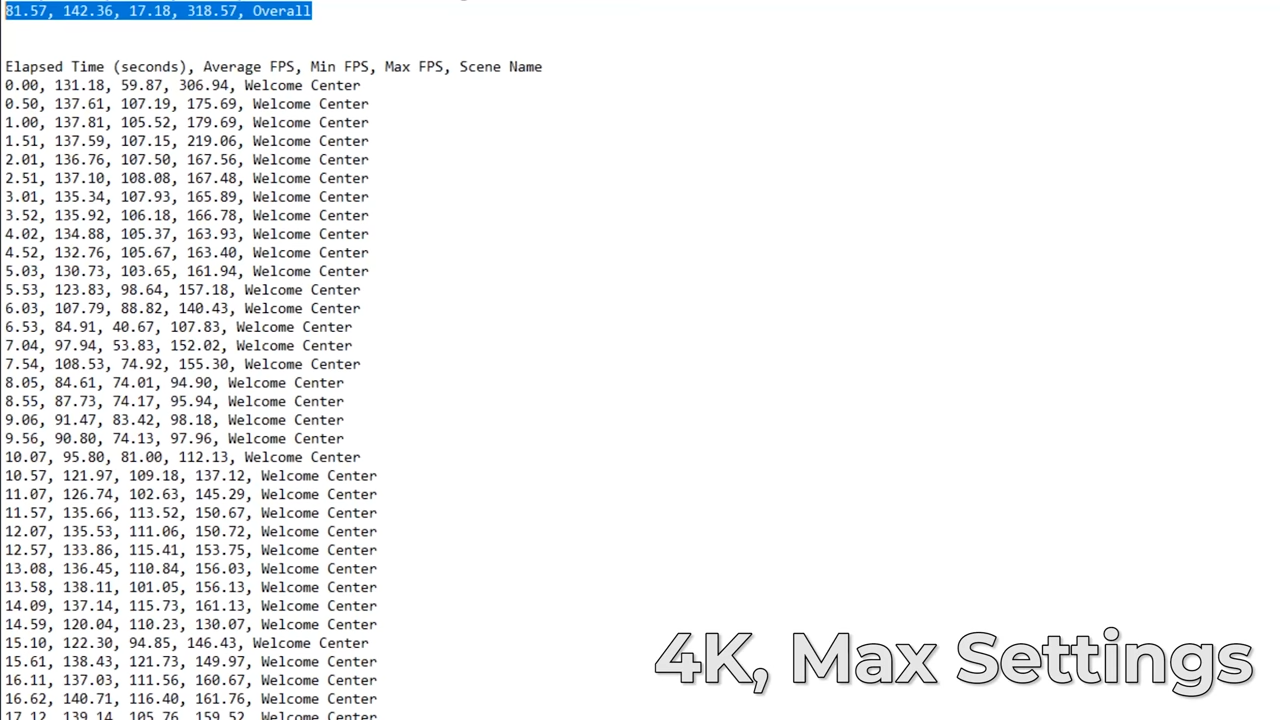 81.57, 142.36, 17.18, 318.57, Overall
Elapsed Time (seconds), Average FPS, Min FPS, Max FPS, Scene Name
0.00, 131.18, 59.87, 306.94, Welcome Center
0.50, 137.61, 107.19, 175.69, Welcome Center
1.00, 137.81, 105.52, 179.69, Welcome Center
1.51, 137.59, 107.15, 219.06, Welcome Center
2.01, 136.76, 107.50, 167.56, Welcome Center
2.51, 137.10, 108.08, 167.48, Welcome Center
3.01, 135.34, 107.93, 165.89, Welcome Center
3.52, 135.92, 106.18, 166.78, Welcome Center
4.02, 134.88, 105.37, 163.93, Welcome Center
4.52, 132.76, 105.67, 163.40, Welcome Center
5.03, 130.73, 103.65, 161.94, Welcome Center
5.53, 123.83, 98.64, 157.18, Welcome Center
6.03, 107.79, 88.82, 140.43, Welcome Center
6.53, 84.91, 40.67, 107.83, Welcome Center
7.04, 97.94, 53.83, 152.02, Welcome Center
7.54, 108.53, 74.92, 155.30, Welcome Center
8.05, 84.61, 74.01, 94.90, Welcome Center
8.55, 87.73, 74.17, 95.94, Welcome Center
9.06, 91.47, 83.42, 98.18, Welcome Center
9.56, 90.80, 74.13, 97.96, Welcome Center
10.07, 95.80, 81.00, 112.13, Welcome Center
10.57, 121.97, 109.18, 137.12, Welcome Center
11.07, 126.74, 102.63, 145.29, Welcome Center
11.57, 135.66, 113.52, 150.67, Welcome Center
12.07, 135.53, 111.06, 150.72, Welcome Center
12.57, 133.86, 115.41, 153.75, Welcome Center
13.08, 136.45, 110.84, 156.03, Welcome Center
13.58, 138.11, 101.05, 156.13, Welcome Center
14.09, 137.14, 115.73, 161.13, Welcome Center
14.59, 120.04, 110.23, 130.07, Welcome Center
15.10, 122.30, 94.85, 146.43, Welcome Center
15.61, 138.43, 121.73, 149.97, Welcome Center
16.11, 137.03, 111.56, 160.67, Welcome Center
16.62, 140.71, 116.40, 161.76, Welcome Center
17.12, 139.14, 105.76, 159.52, Welcome Center
4K, Max Settings